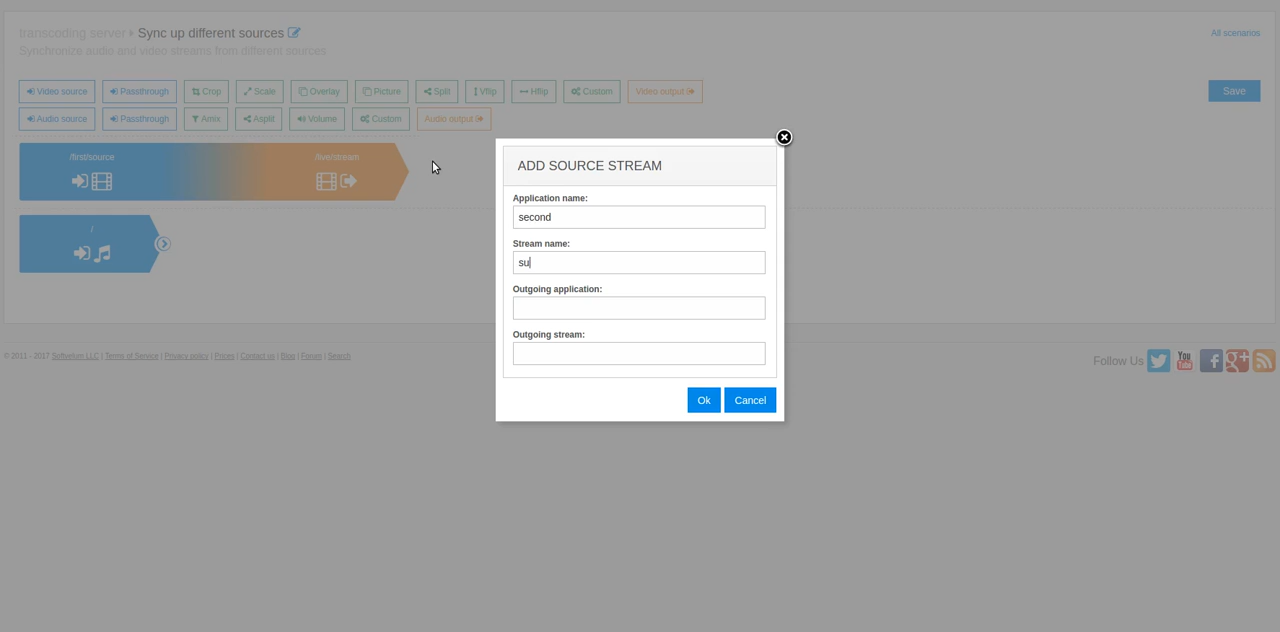 transcoding server Sync up different sources
All scenarios
Synchronize audio and video streams from different sources
Video source Passthrough Crop Scale Overlay Picture Split Vflip Hflip Custom Video output
Save
Audio source Passthrough Amix Asplit Volume Custom Audio output
/first/source /live/stream
/
ADD SOURCE STREAM
Application name:
second
Stream name:
su
Outgoing application:
Outgoing stream:
Ok Cancel
© 2011 - 2017 Softvelum LLC | Terms of Service | Privacy policy | Prices | Contact us | Blog | Forum | Search
Follow Us You Tube f g+